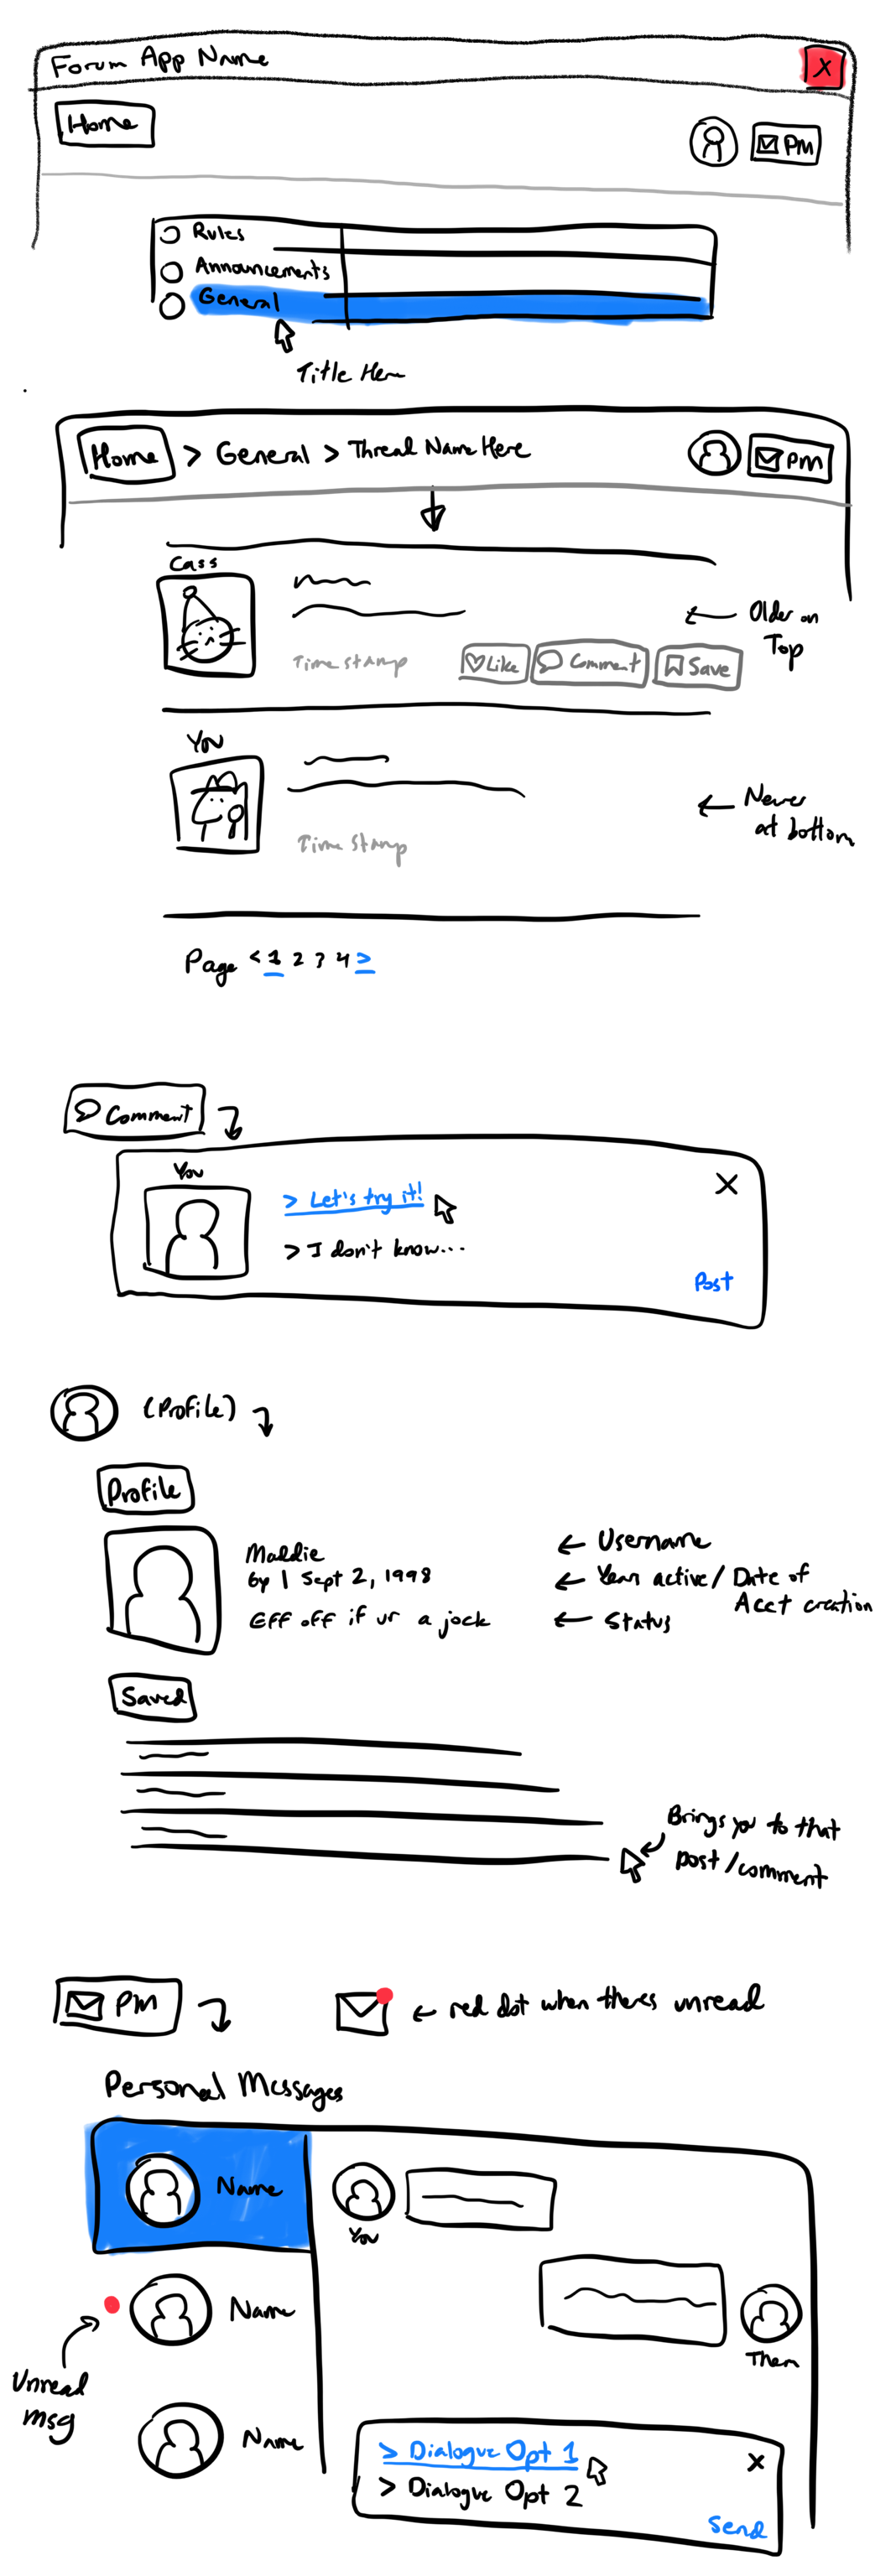 Forum App Name
X
Home
PM
Rules
Announcements
General
Title Here
Home > General > Thread Name Here
PM
Cass
Older on
Top
Time stamp
Like
Comment
Save
You
Newer
at bottom
Time stamp
Page < 1 2 3 4 >
Comment
You
> Let's try it!
X
> I don't know...
Post
(Profile)
Profile
Maddie
← Username
6y | Sept 2, 1998
← Years active / Date of
Acct creation
Eff off if ur a jock
← Status
Saved
Brings you to that
post/comment
PM
← red dot when theres unread
Personal Messages
Name
You
Name
Them
Unread
msg
Name
> Dialogue Opt 1
X
> Dialogue Opt 2
Send